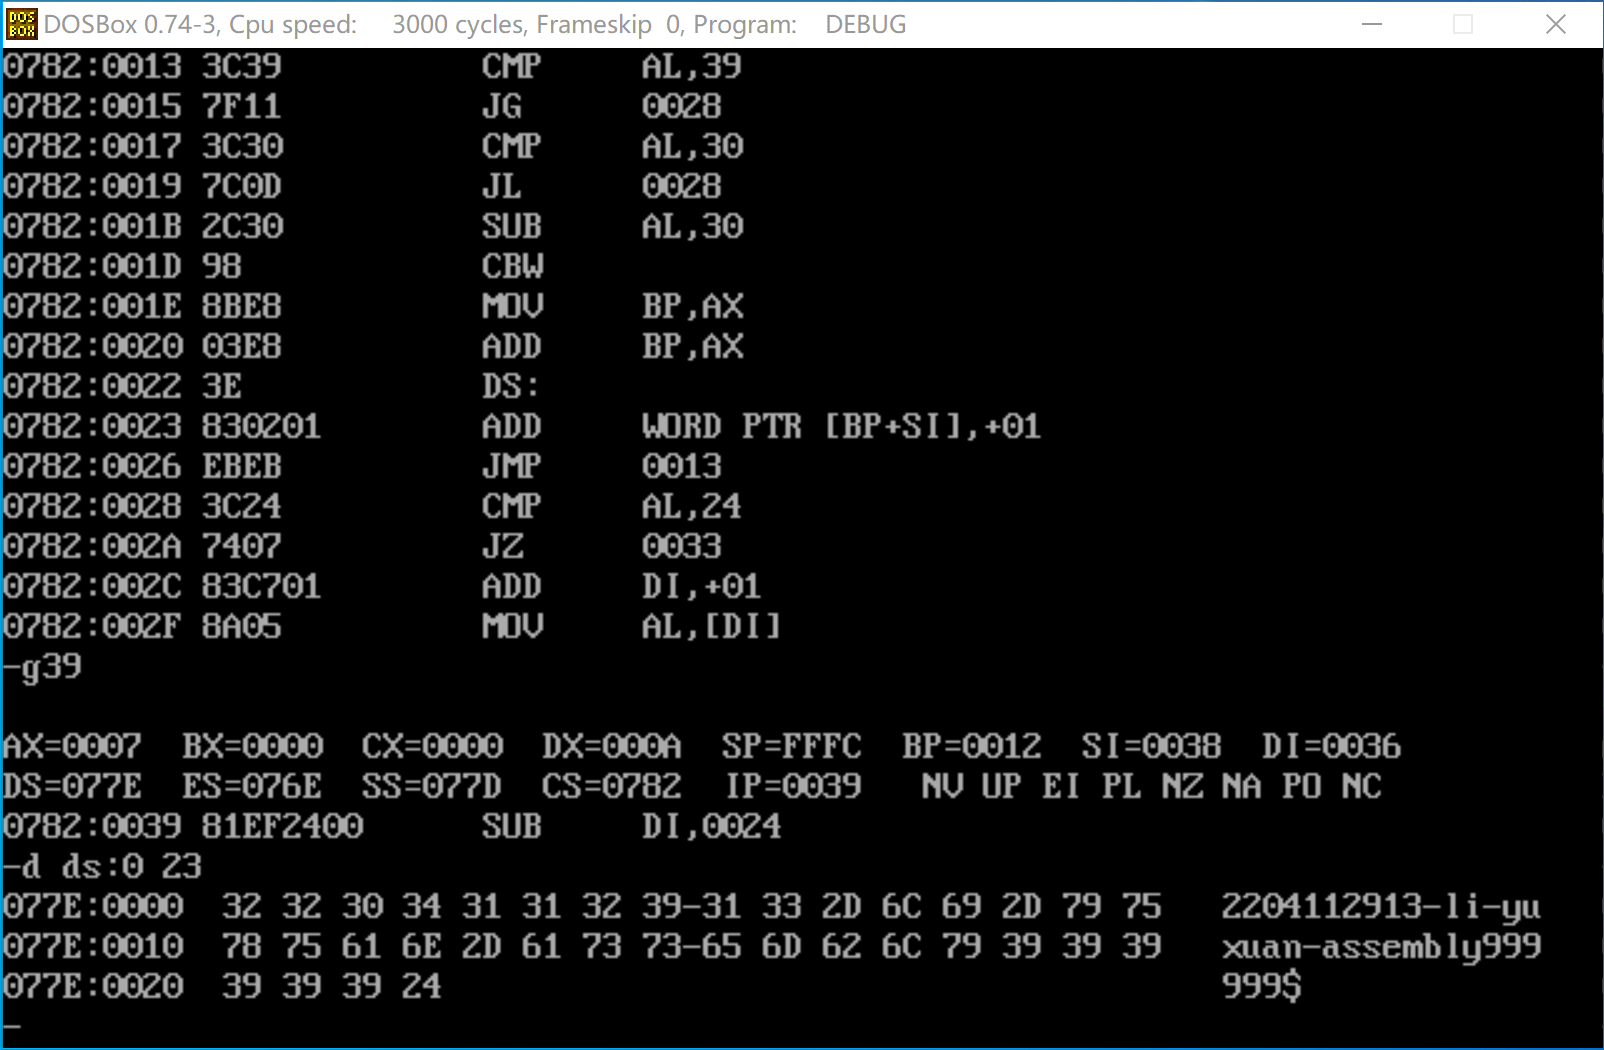 DOS BOX DOSBox 0.74-3, Cpu speed: 3000 cycles, Frameskip 0, Program: DEBUG
0782:0013 3C39 CMP AL,39
0782:0015 7F11 JG 0028
0782:0017 3C30 CMP AL,30
0782:0019 7C0D JL 0028
0782:001B 2C30 SUB AL,30
0782:001D 98 CBW
0782:001E 8BE8 MOV BP,AX
0782:0020 03E8 ADD BP,AX
0782:0022 3E DS:
0782:0023 830201 ADD WORD PTR [BP+SI],+01
0782:0026 EBEB JMP 0013
0782:0028 3C24 CMP AL,24
0782:002A 7407 JZ 0033
0782:002C 83C701 ADD DI,+01
0782:002F 8A05 MOV AL,[DI]
-g39
AX=0007 BX=0000 CX=0000 DX=000A SP=FFFC BP=0012 SI=0038 DI=0036
DS=077E ES=076E SS=077D CS=0782 IP=0039 NV UP EI PL NZ NA PO NC
0782:0039 81EF2400 SUB DI,0024
-d ds:0 23
077E:0000 32 32 30 34 31 31 32 39-31 33 2D 6C 69 2D 79 75 2204112913-li-yu
077E:0010 78 75 61 6E 2D 61 73 73-65 6D 62 6C 79 39 39 39 xuan-assembly999
077E:0020 39 39 39 24 999$
-